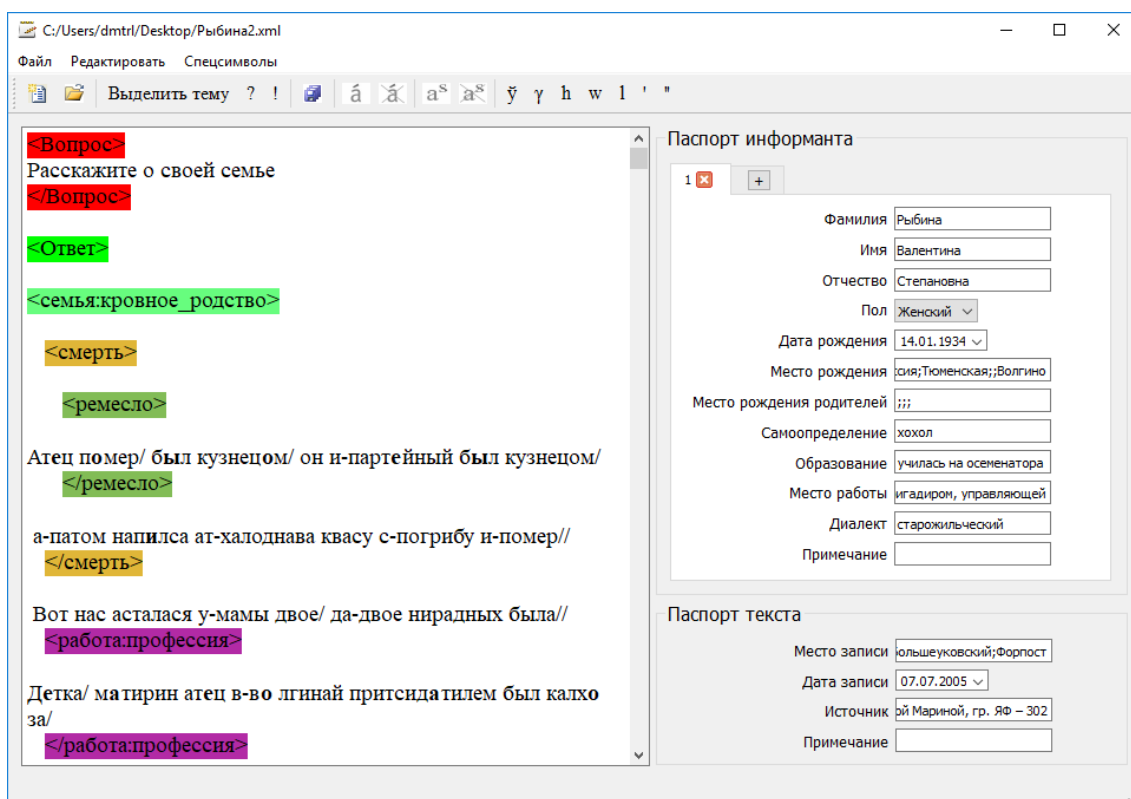 C:/Users/dmtrl/Desktop/Рыбина2.xml
Файл Редактировать Спецсимволы
Выделить тему ? ! á á aˢ aˢ ў γ h w l ' "
<Вопрос>
Расскажите о своей семье
</Вопрос>
<Ответ>
<семья:кровное_родство>
<смерть>
<ремесло>
Атец помер/ был кузнецом/ он и-партейный был кузнецом/
</ремесло>
а-патом напилса ат-халоднава квасу с-погрибу и-помер//
</смерть>
Вот нас асталася у-мамы двое/ да-двое нирадных была//
<работа:профессия>
Детка/ матирин атец в-во лгинай притсидатилем был калхо
за/
</работа:профессия>
Паспорт информанта
1 +
Фамилия Рыбина
Имя Валентина
Отчество Степановна
Пол Женский
Дата рождения 14.01.1934
Место рождения сия;Тюменская;;Волгино
Место рождения родителей ;;;
Самоопределение хохол
Образование училась на осеменатора
Место работы игадиром, управляющей
Диалект старожильческий
Примечание
Паспорт текста
Место записи ольшеуковский;Форпост
Дата записи 07.07.2005
Источник ой Мариной, гр. ЯФ – 302
Примечание